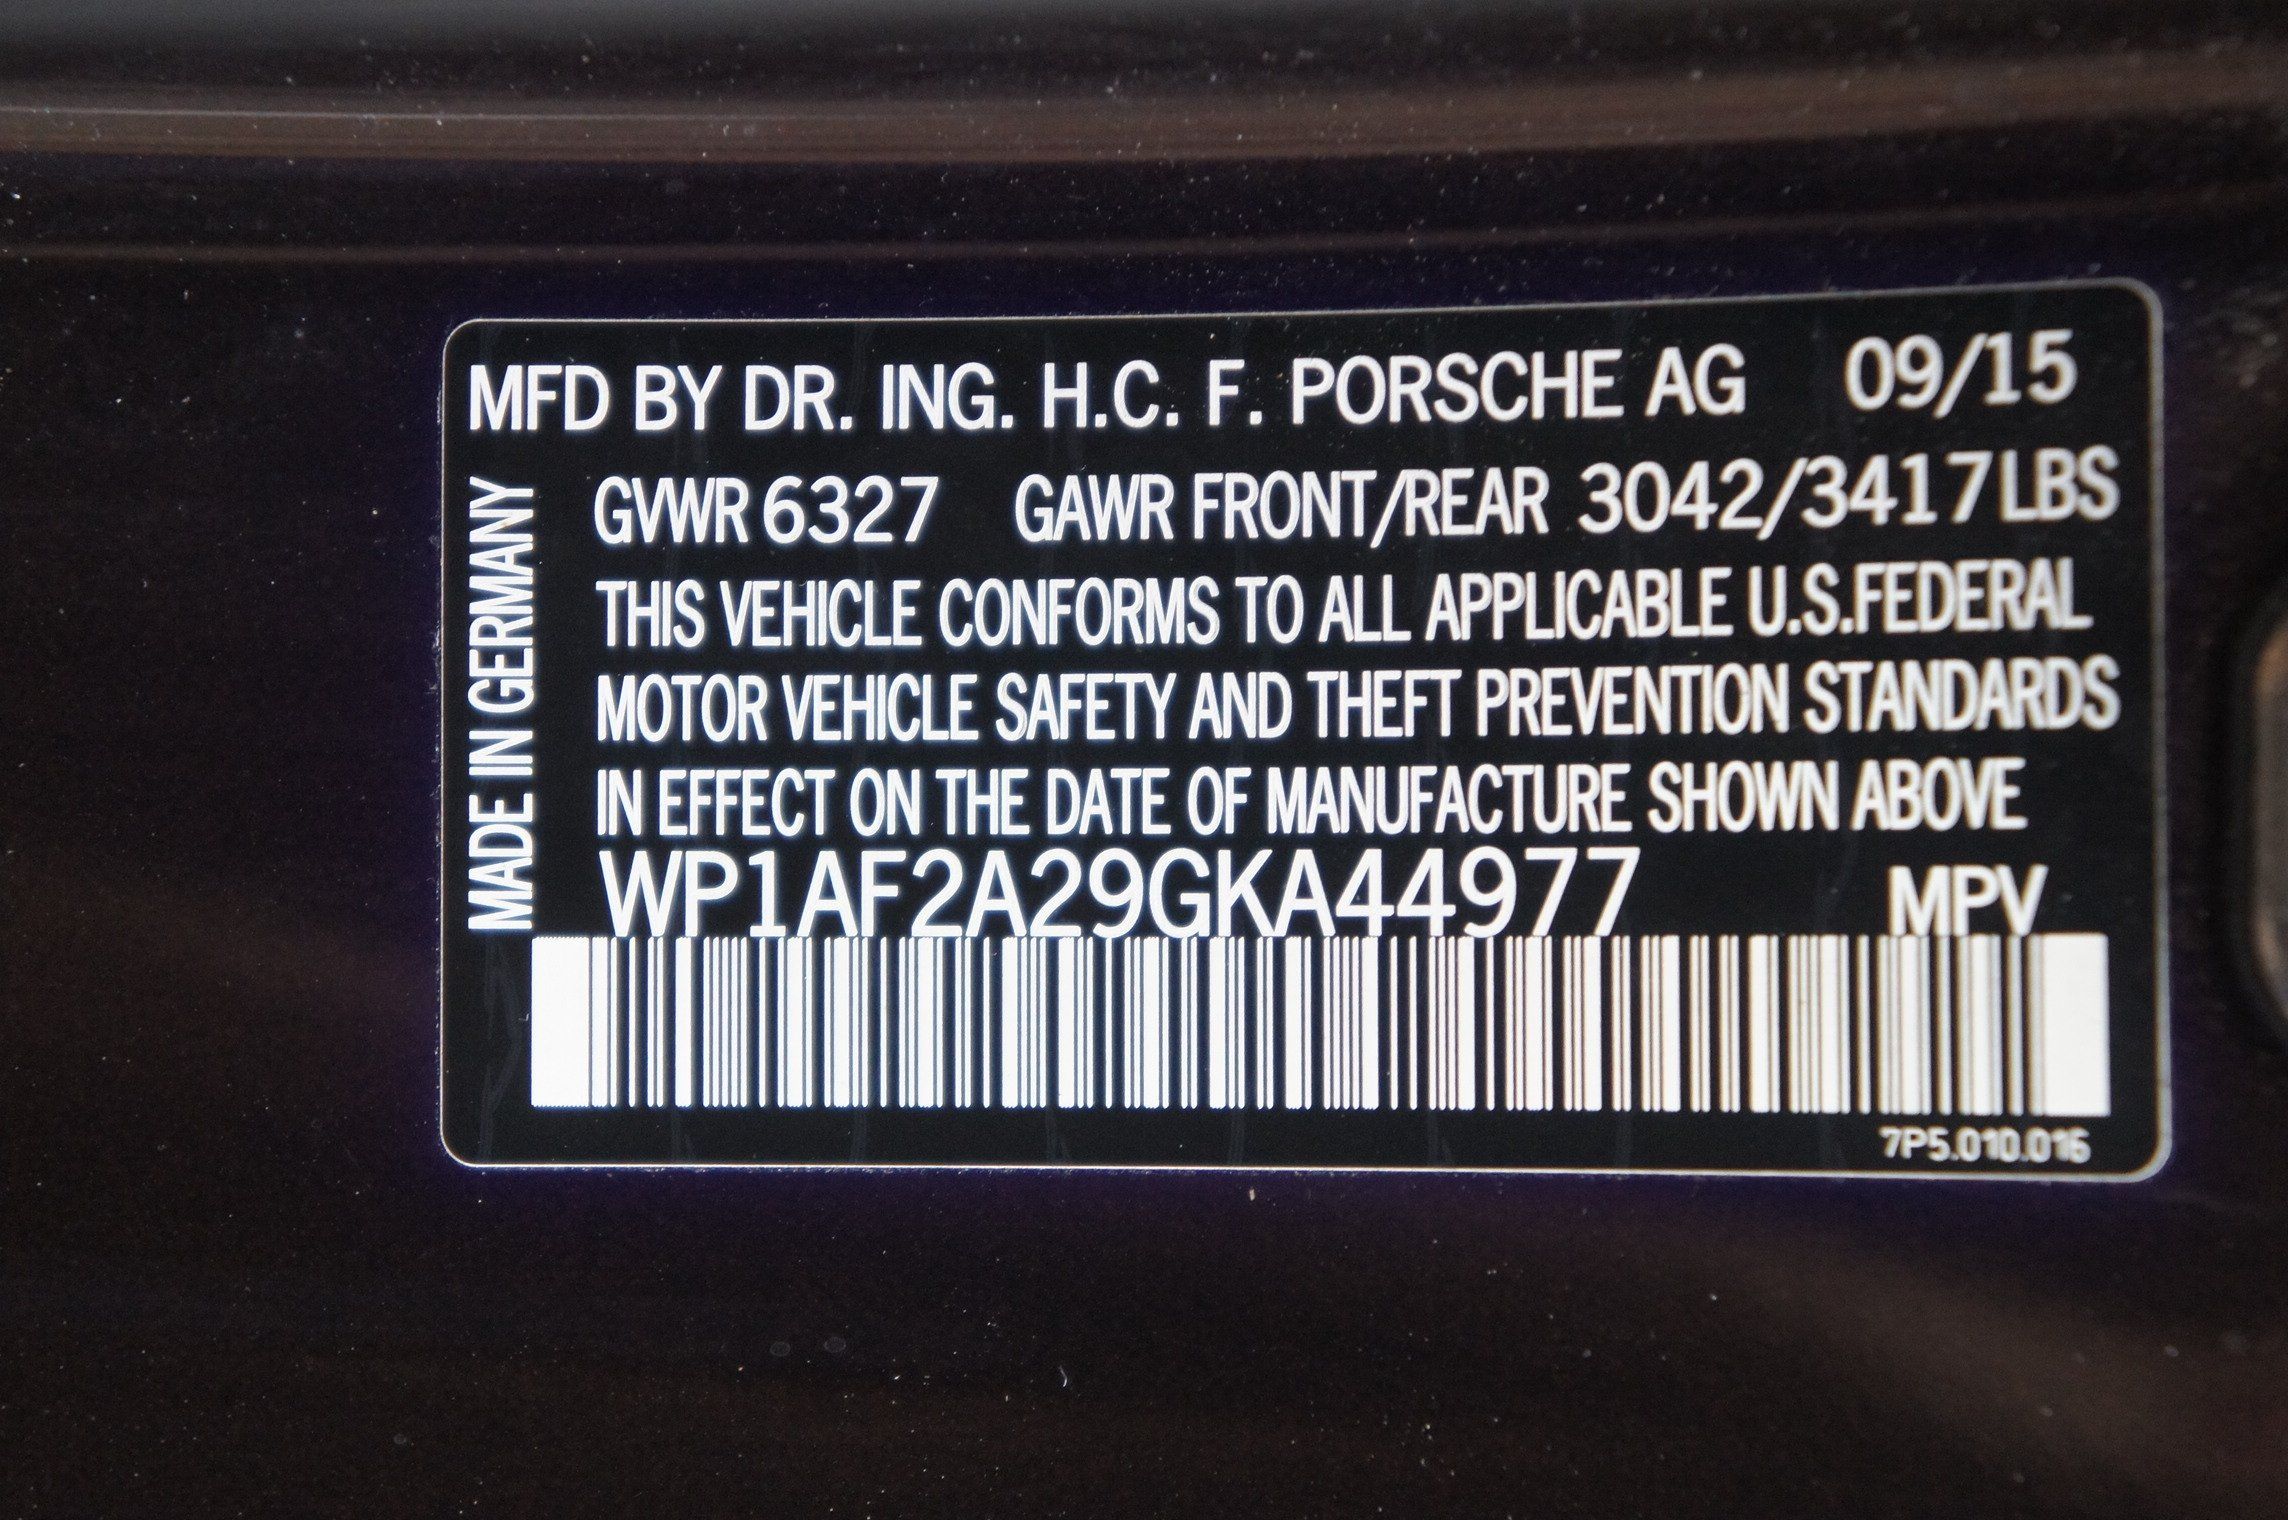 MFD BY DR. ING. H.C. F. PORSCHE AG 09/15
GVWR 6327 GAWR FRONT/REAR 3042/3417 LBS
THIS VEHICLE CONFORMS TO ALL APPLICABLE U.S.FEDERAL
MOTOR VEHICLE SAFETY AND THEFT PREVENTION STANDARDS
IN EFFECT ON THE DATE OF MANUFACTURE SHOWN ABOVE
WP1AF2A29GKA44977 MPV
MADE IN GERMANY
7P5.010.016